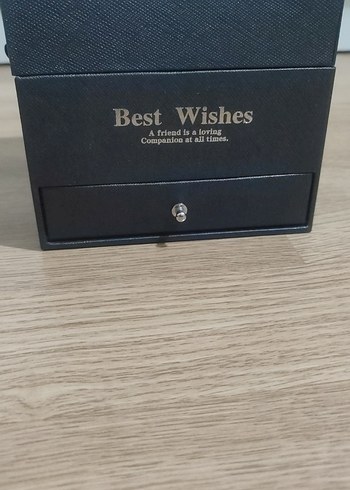 Best Wishes
A friend is a loving
Companion at all times.